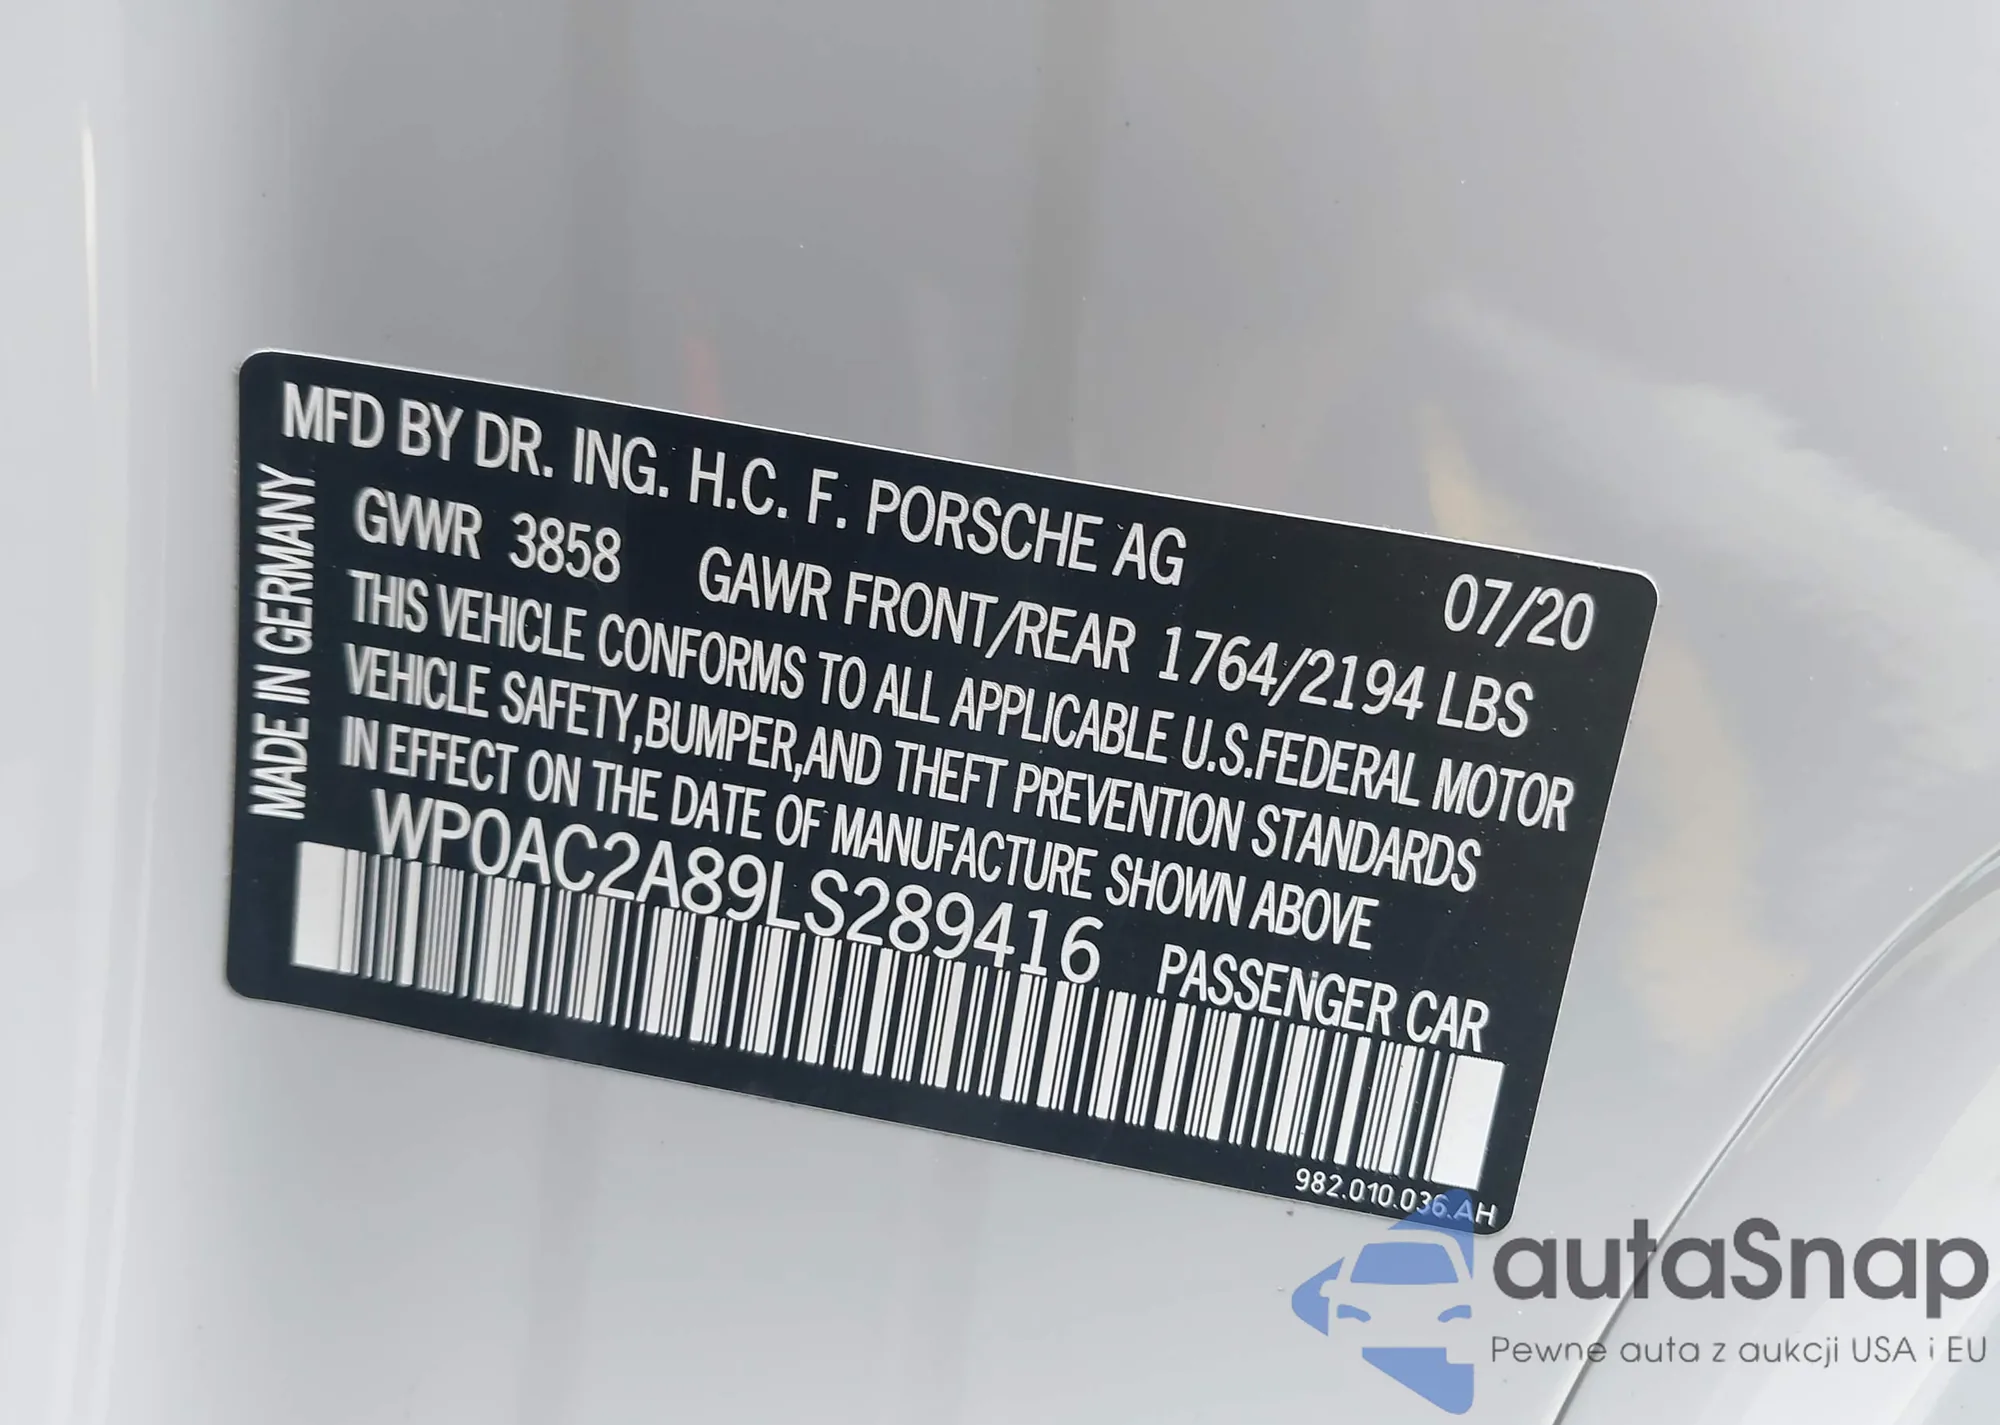 MFD BY DR. ING. H.C. F. PORSCHE AG 07/20
GVWR 3858 GAWR FRONT/REAR 1764/2194 LBS
THIS VEHICLE CONFORMS TO ALL APPLICABLE U.S.FEDERAL MOTOR
VEHICLE SAFETY,BUMPER,AND THEFT PREVENTION STANDARDS
IN EFFECT ON THE DATE OF MANUFACTURE SHOWN ABOVE
WP0AC2A89LS289416 PASSENGER CAR
MADE IN GERMANY
982.010.036.AH
autaSnap
Pewne auta z aukcji USA i EU